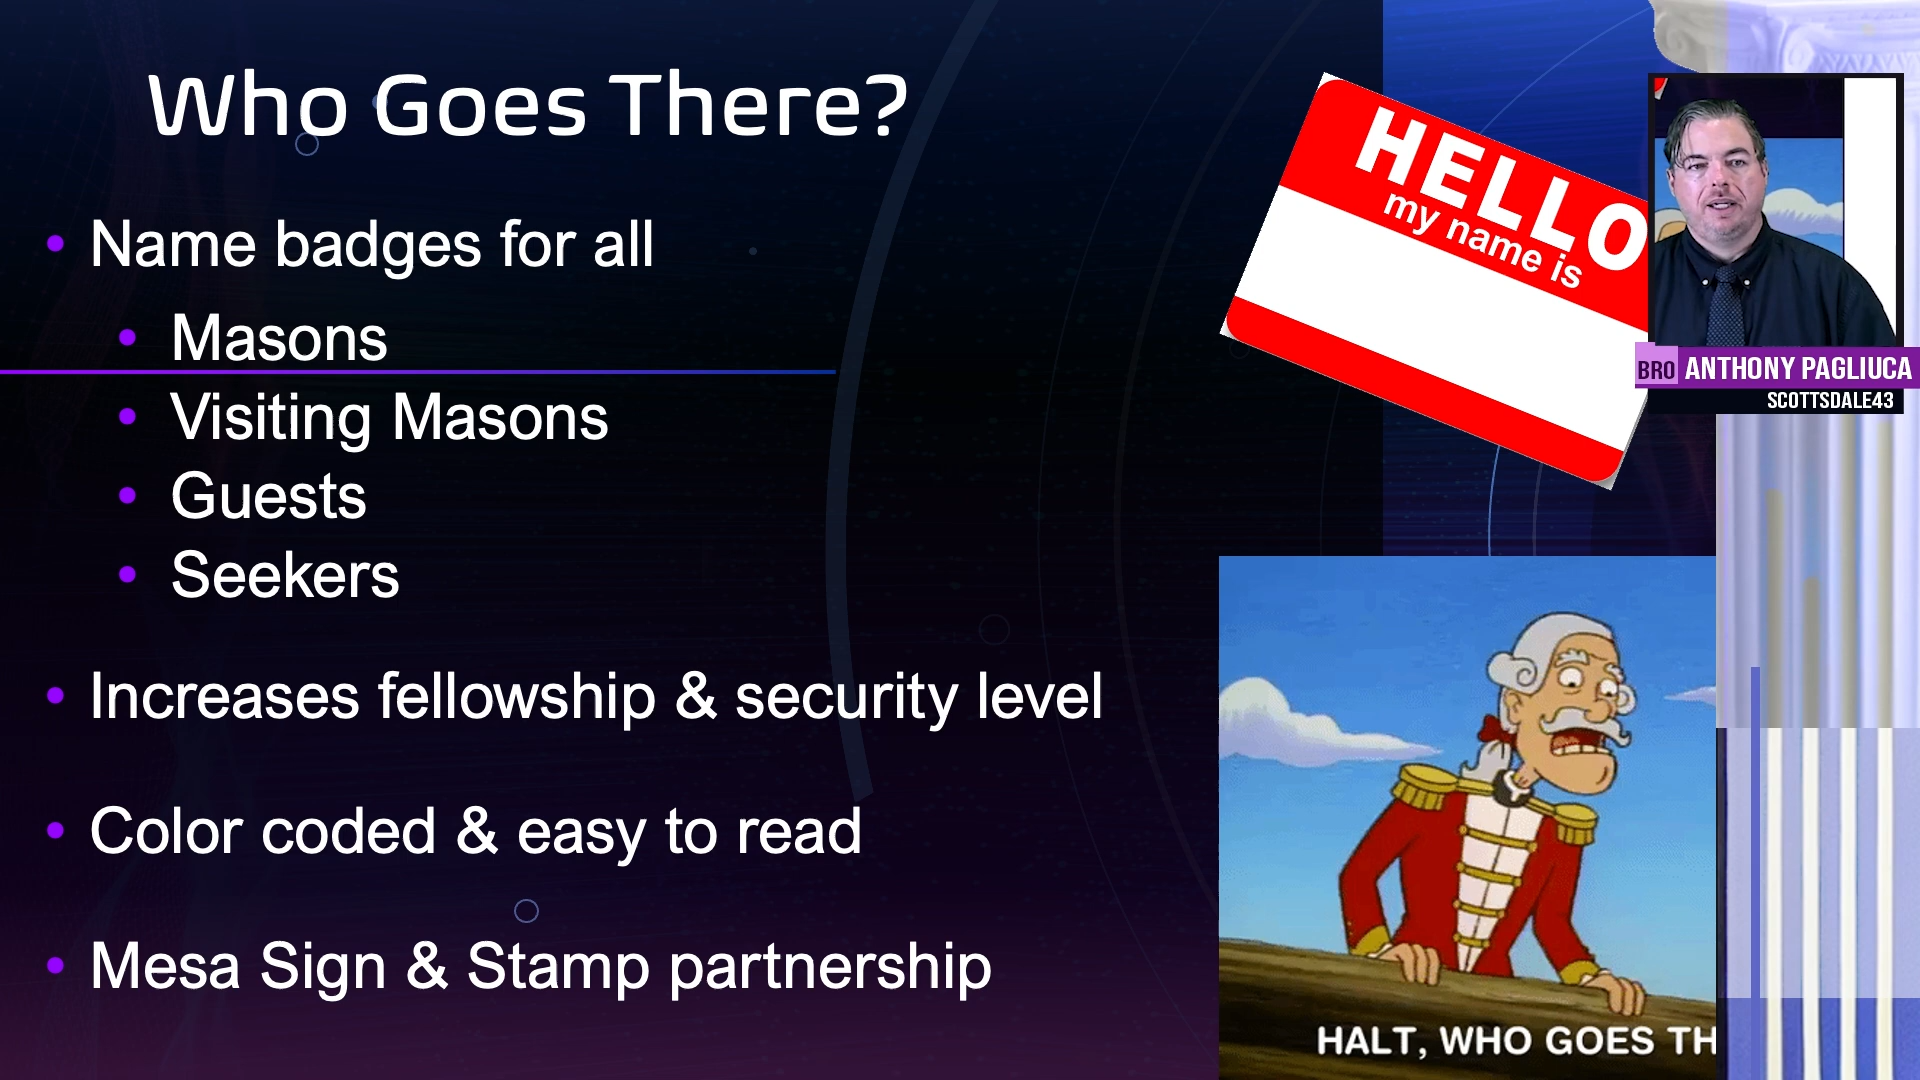 Who Goes There?
Name badges for all
Masons
Visiting Masons
Guests
Seekers
Increases fellowship & security level
Color coded & easy to read
Mesa Sign & Stamp partnership
HELLO
my name is
BRO ANTHONY PAGLIUCA
SCOTTSDALE43
HALT, WHO GOES TH